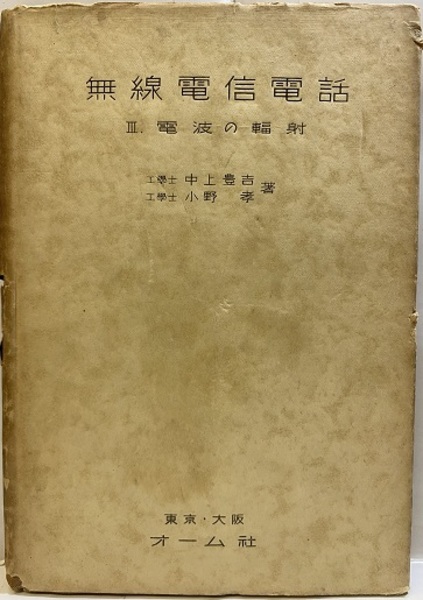 無線電信電話
Ⅲ. 電波の輻射
工學士 中上豊吉
工學士 小野 孝 著
東京・大阪
オーム社